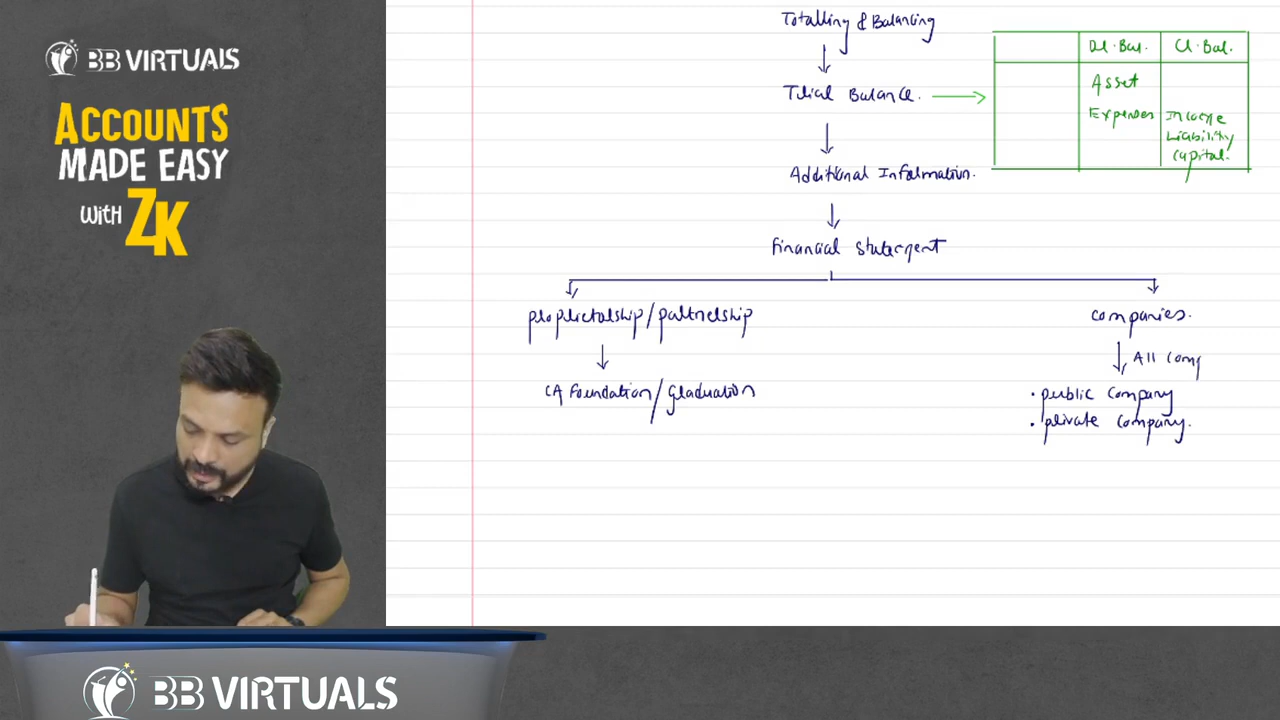 BB VIRTUALS
ACCOUNTS
MADE EASY
WITH ZK
Totalling & Balancing
Trial Balance.
Additional Information.
Financial Statement
proprietorship/partnership
CA Foundation/Graduation
companies.
All Comp
• public company
• private company.
Dr. Bal. Cr. Bal.
Asset
Expenses Income
Liability
Capital.
BB VIRTUALS